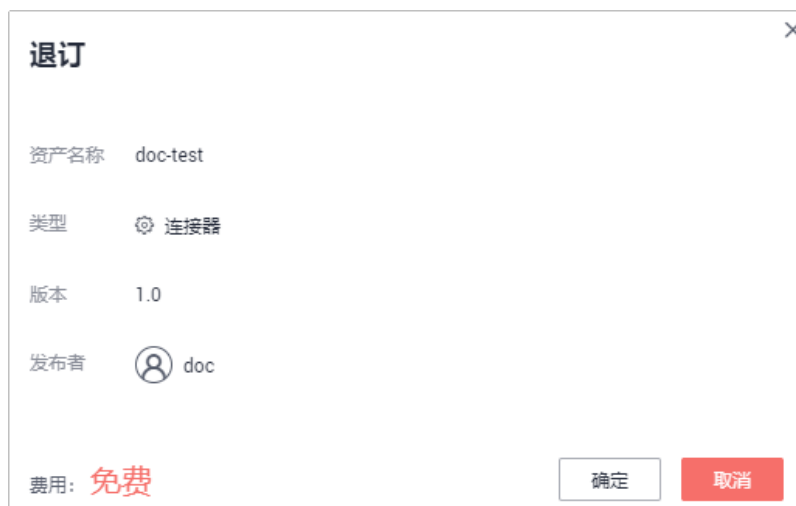 退订
资产名称 doc-test
类型 连接器
版本 1.0
发布者 doc
费用：免费 确定 取消